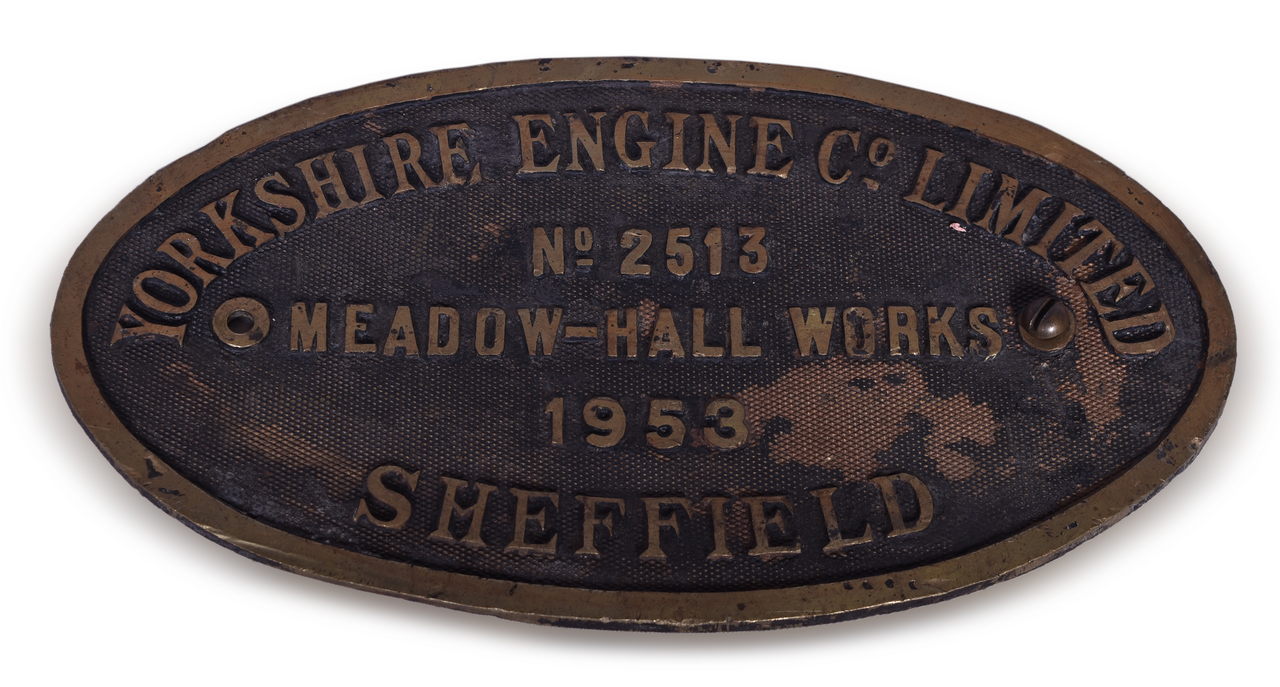 YORKSHIRE ENGINE Cº LIMITED
Nº 2513
MEADOW-HALL WORKS
1953
SHEFFIELD